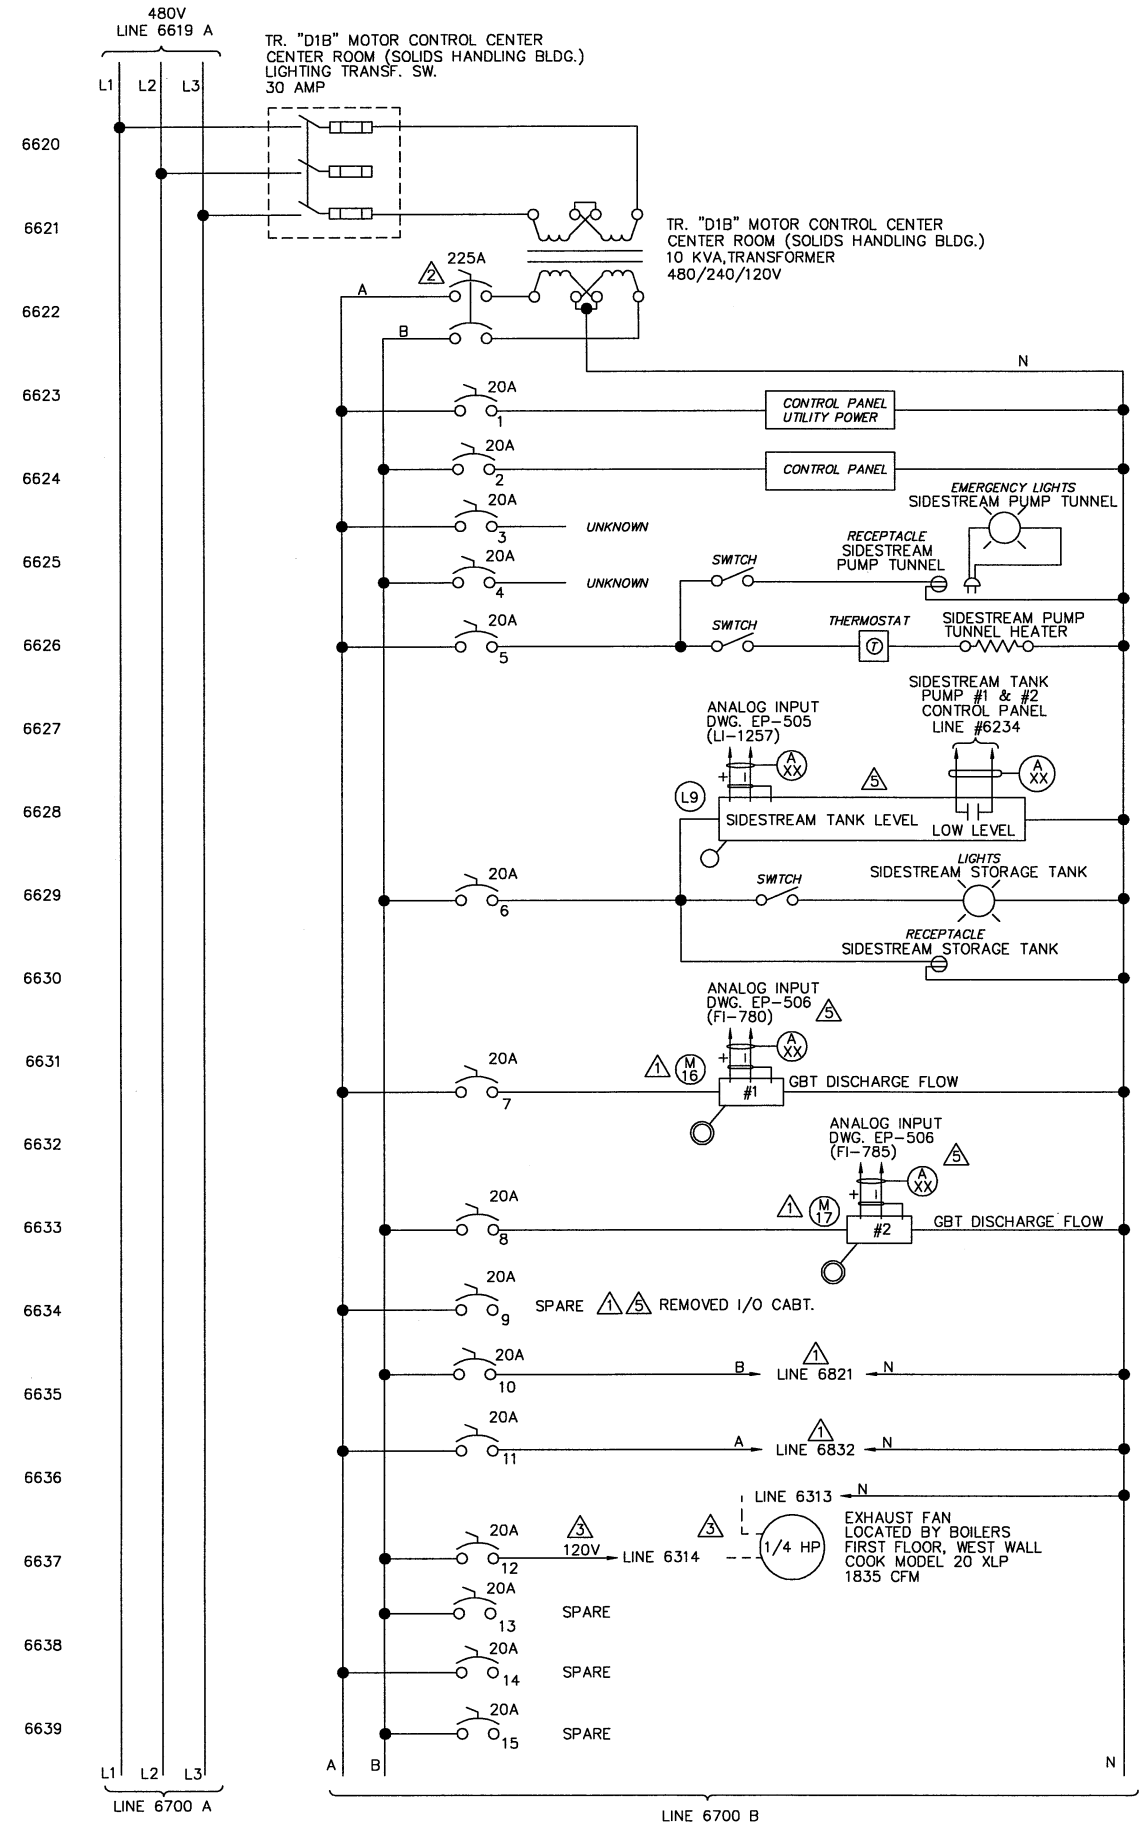 480V
LINE 6619 A
TR. "D1B" MOTOR CONTROL CENTER
CENTER ROOM (SOLIDS HANDLING BLDG.)
LIGHTING TRANSF. SW.
30 AMP
L1 L2 L3
6620
6621
TR. "D1B" MOTOR CONTROL CENTER
CENTER ROOM (SOLIDS HANDLING BLDG.)
10 KVA,TRANSFORMER
480/240/120V
2 225A
A
6622
B
N
6623
20A
1
CONTROL PANEL
UTILITY POWER
6624
20A
2
CONTROL PANEL
20A
3
UNKNOWN
EMERGENCY LIGHTS
SIDESTREAM PUMP TUNNEL
6625
20A
4
UNKNOWN
SWITCH
RECEPTACLE
SIDESTREAM
PUMP TUNNEL
6626
20A
5
SWITCH
THERMOSTAT
T
SIDESTREAM PUMP
TUNNEL HEATER
6627
ANALOG INPUT
DWG. EP-505
(LI-1257)
A
XX
+ -
SIDESTREAM TANK
PUMP #1 & #2
CONTROL PANEL
LINE #6234
A
XX
5
6628
L9
SIDESTREAM TANK LEVEL
LOW LEVEL
6629
20A
6
SWITCH
LIGHTS
SIDESTREAM STORAGE TANK
RECEPTACLE
SIDESTREAM STORAGE TANK
6630
ANALOG INPUT
DWG. EP-506
(FI-780)
5
A
XX
+ -
6631
20A
7
1
M
16
#1
GBT DISCHARGE FLOW
6632
ANALOG INPUT
DWG. EP-506
(FI-785)
5
A
XX
+ -
6633
20A
8
1
M
17
#2
GBT DISCHARGE FLOW
6634
20A
9
SPARE 1 5 REMOVED I/O CABT.
6635
20A
10
B
1
LINE 6821
N
20A
11
A
1
LINE 6832
N
6636
LINE 6313
N
6637
20A
12
3
120V
LINE 6314
3
1/4 HP
EXHAUST FAN
LOCATED BY BOILERS
FIRST FLOOR, WEST WALL
COOK MODEL 20 XLP
1835 CFM
20A
13
SPARE
6638
20A
14
SPARE
6639
20A
15
SPARE
L1 L2 L3
A B N
LINE 6700 A
LINE 6700 B